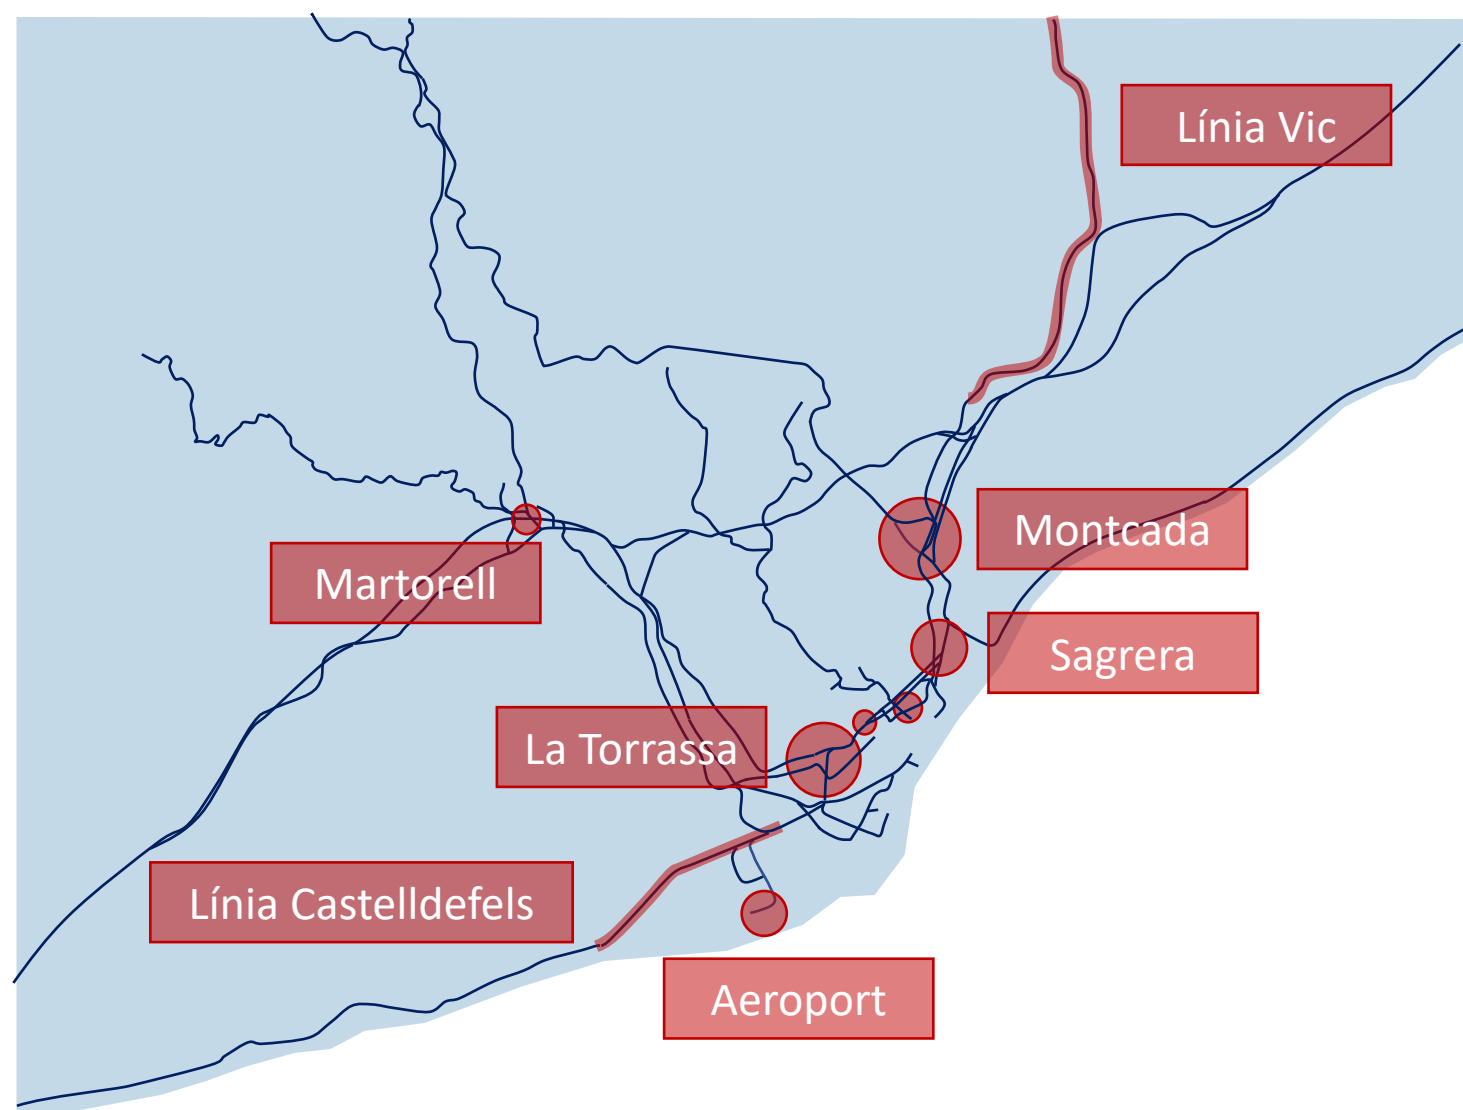 Línia Vic
Montcada
Martorell
Sagrera
La Torrassa
Línia Castelldefels
Aeroport